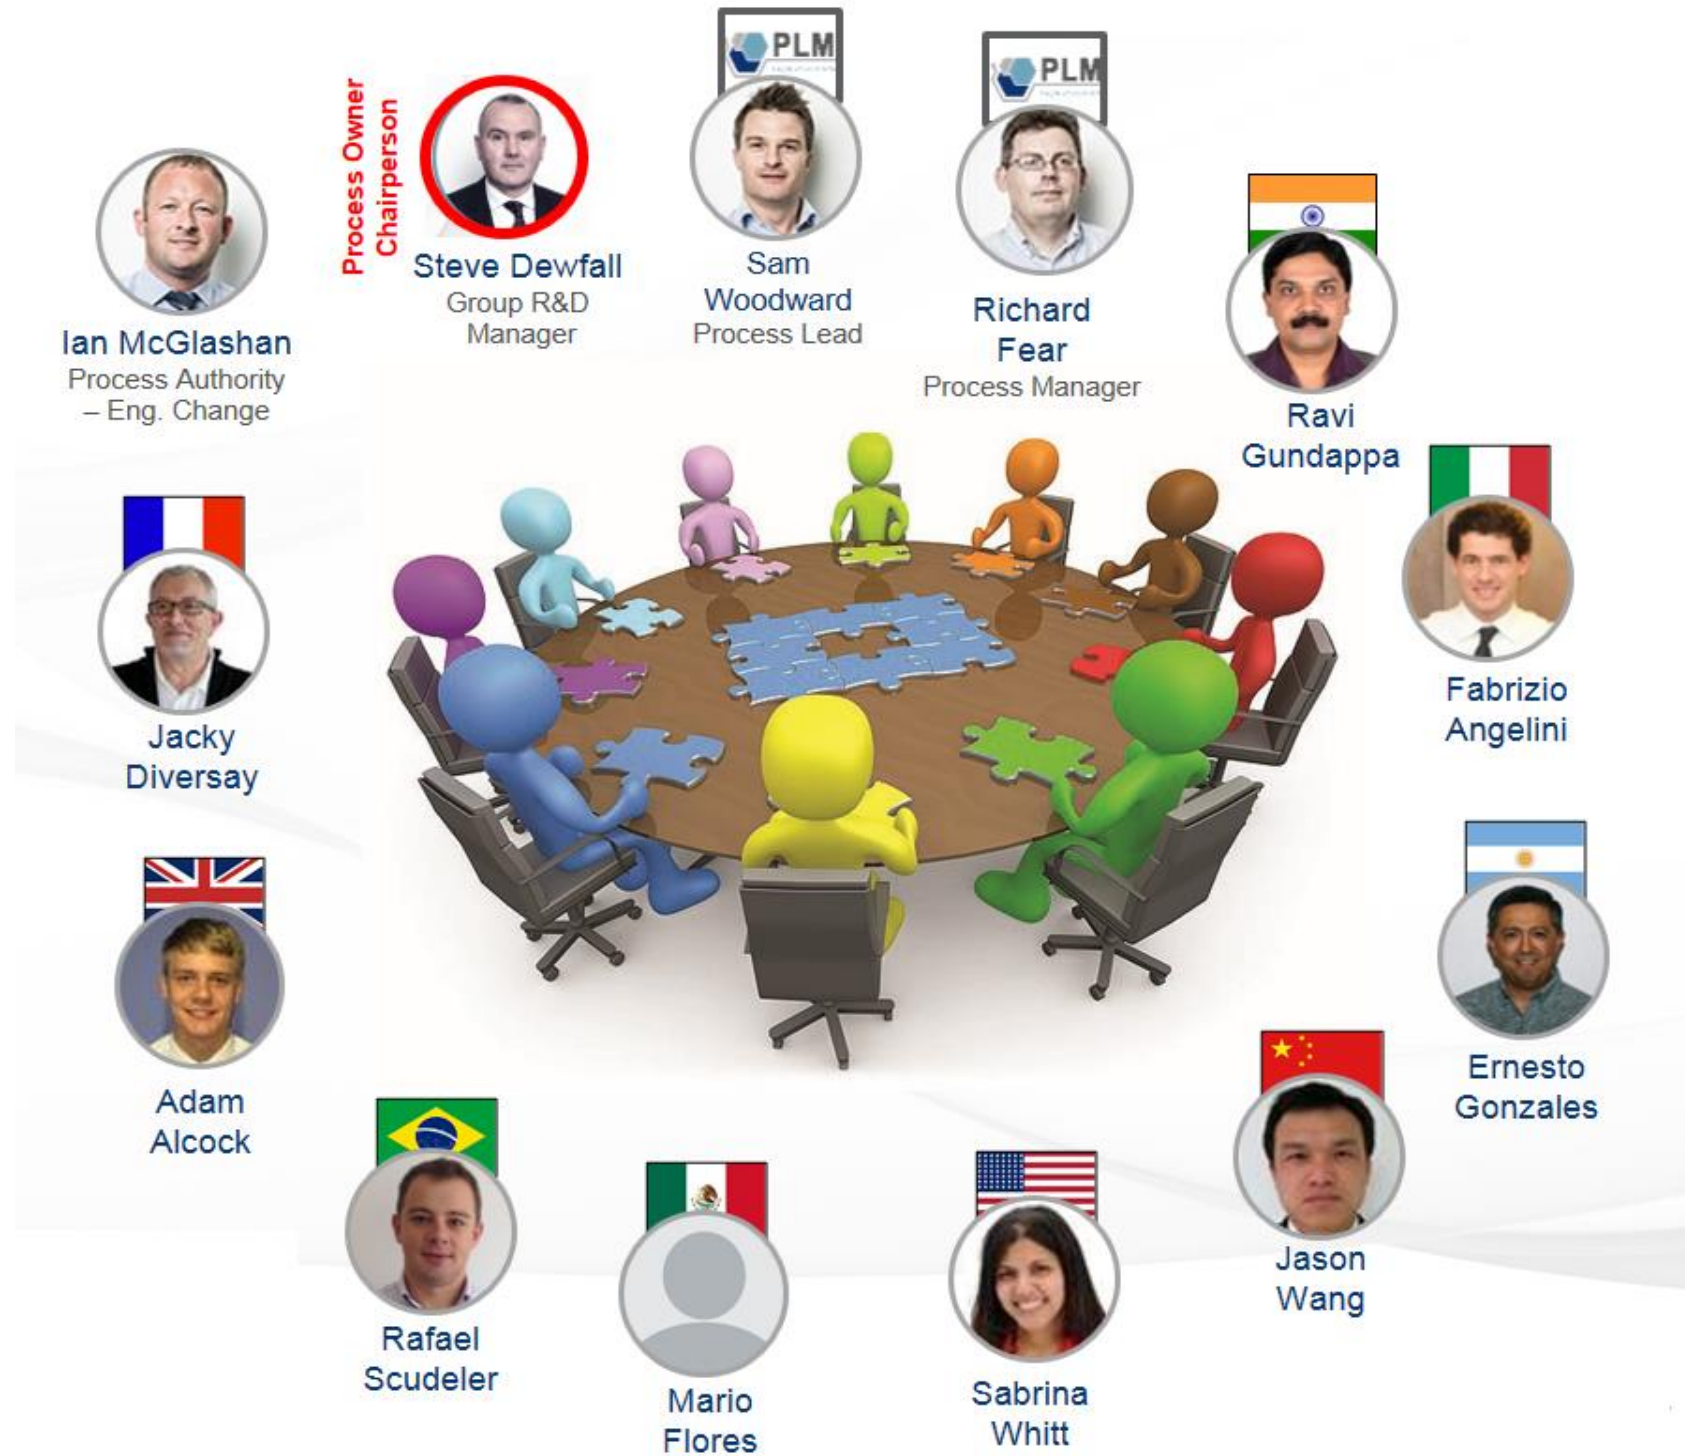 PLM
PLM
Process Owner
Chairperson
Ian McGlashan
Process Authority
– Eng. Change
Steve Dewfall
Group R&D
Manager
Sam
Woodward
Process Lead
Richard
Fear
Process Manager
Ravi
Gundappa
Fabrizio
Angelini
Jacky
Diversay
Adam
Alcock
Ernesto
Gonzales
Jason
Wang
Rafael
Scudeler
Mario
Flores
Sabrina
Whitt